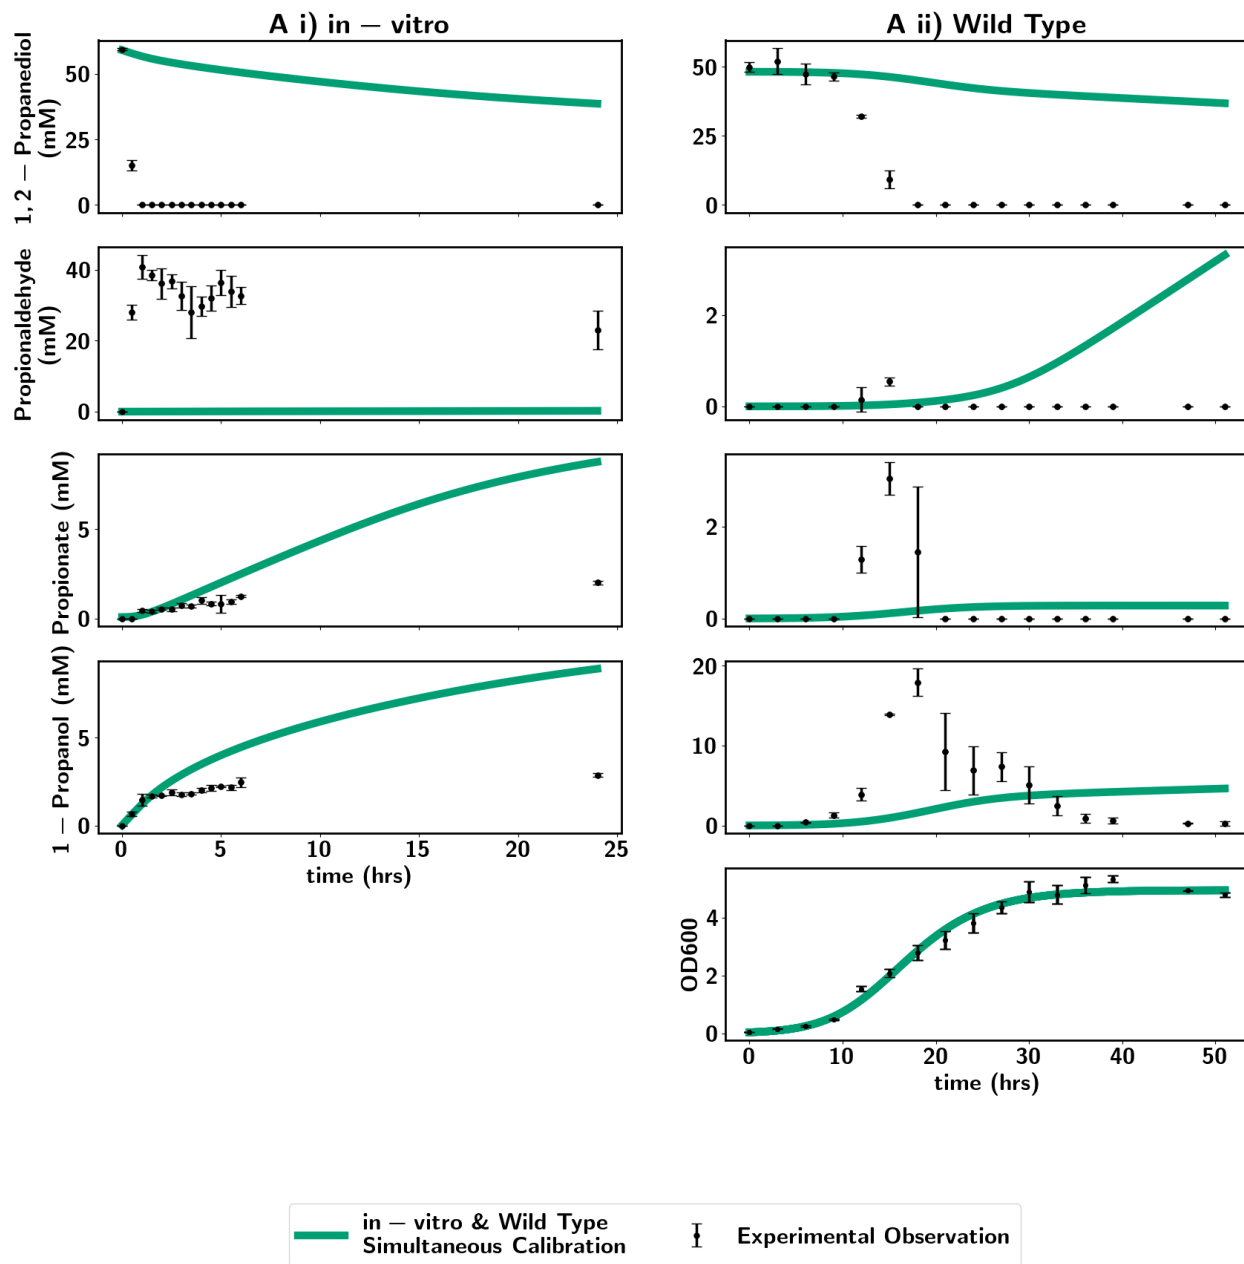 A i) in − vitro
A ii) Wild Type
1, 2 − Propanediol
(mM)
50
25
0
50
25
0
Propionaldehyde
(mM)
40
20
0
2
0
Propionate (mM)
5
0
2
0
1 − Propanol (mM)
5
0
0 5 10 15 20 25
time (hrs)
20
10
0
OD600
4
2
0
0 10 20 30 40 50
time (hrs)
in − vitro & Wild Type
Simultaneous Calibration
Experimental Observation